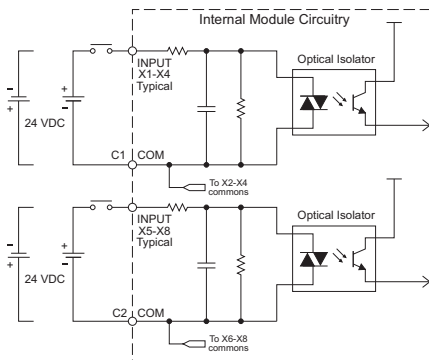 Internal Module Circuitry
INPUT
X1-X4
Typical
Optical Isolator
-
+
+
-
24 VDC
C1
COM
To X2-X4
commons
INPUT
X5-X8
Typical
Optical Isolator
-
+
+
-
24 VDC
C2
COM
To X6-X8
commons